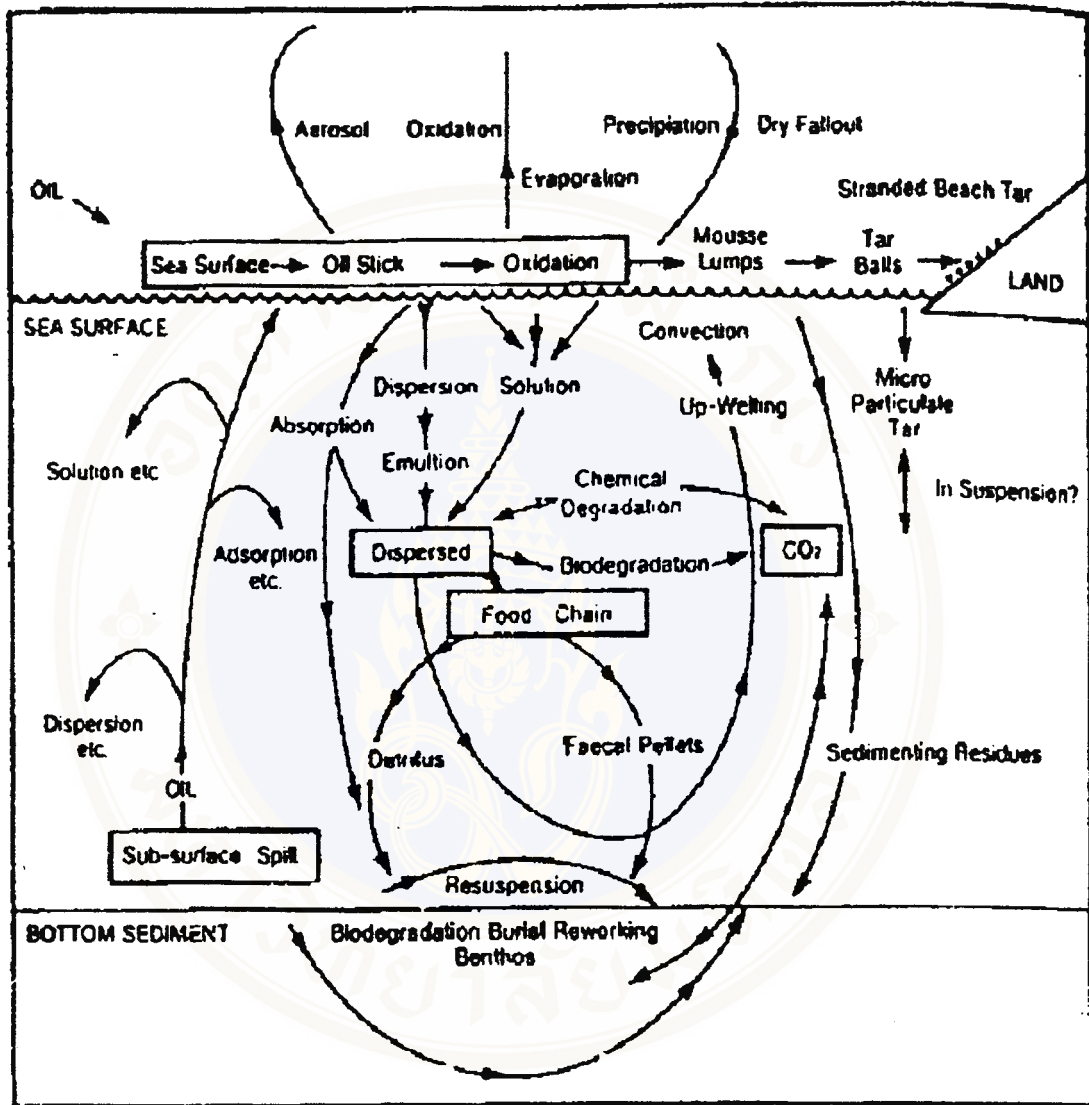 Aerosol Oxidation Precipiation Dry Fallout
Evaporation
OIL
Stranded Beach Tar
Sea Surface Oil Slick Oxidation
Mousse
Lumps
Tar
Balls
LAND
SEA SURFACE
Convection
Dispersion Solution
Up-Welling
Micro
Particulate
Tar
Absorption
Solution etc
Emultion
Chemical
Degradation
In Suspension?
Adsorption
etc.
Dispersed
Biodegradation
CO₂
Food Chain
Dispersion
etc.
Detritus
Faecal Pellets
Sedimenting Residues
OIL
Sub-surface Spill
Resuspension
BOTTOM SEDIMENT
Biodegradation Burial Reworking
Benthos